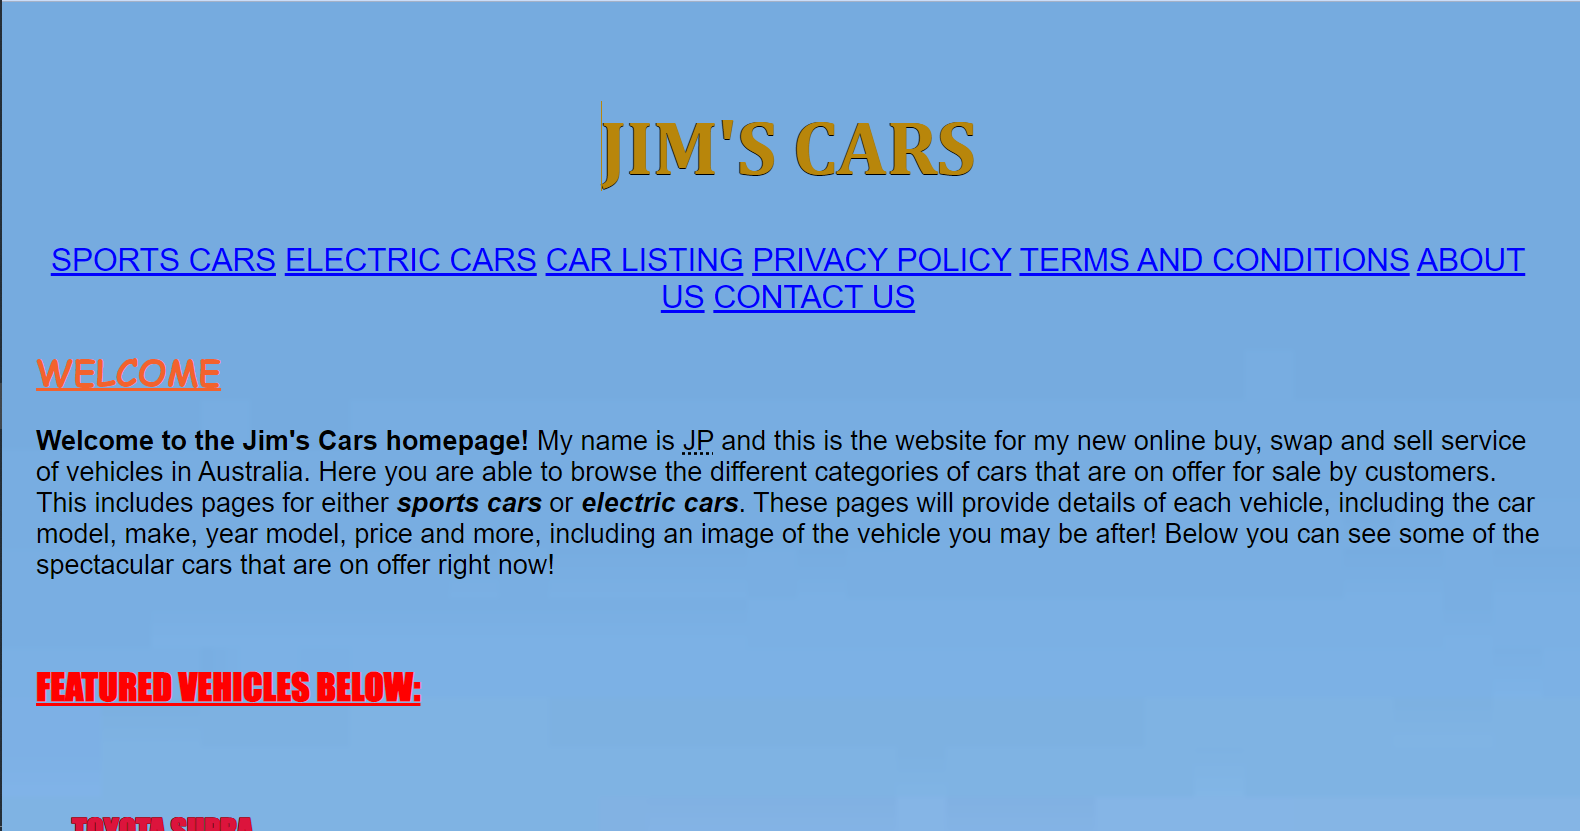 JIM'S CARS
SPORTS CARS ELECTRIC CARS CAR LISTING PRIVACY POLICY TERMS AND CONDITIONS ABOUT
US CONTACT US
WELCOME
Welcome to the Jim's Cars homepage! My name is JP and this is the website for my new online buy, swap and sell service
of vehicles in Australia. Here you are able to browse the different categories of cars that are on offer for sale by customers.
This includes pages for either sports cars or electric cars. These pages will provide details of each vehicle, including the car
model, make, year model, price and more, including an image of the vehicle you may be after! Below you can see some of the
spectacular cars that are on offer right now!
FEATURED VEHICLES BELOW:
TOYOTA SUPRA